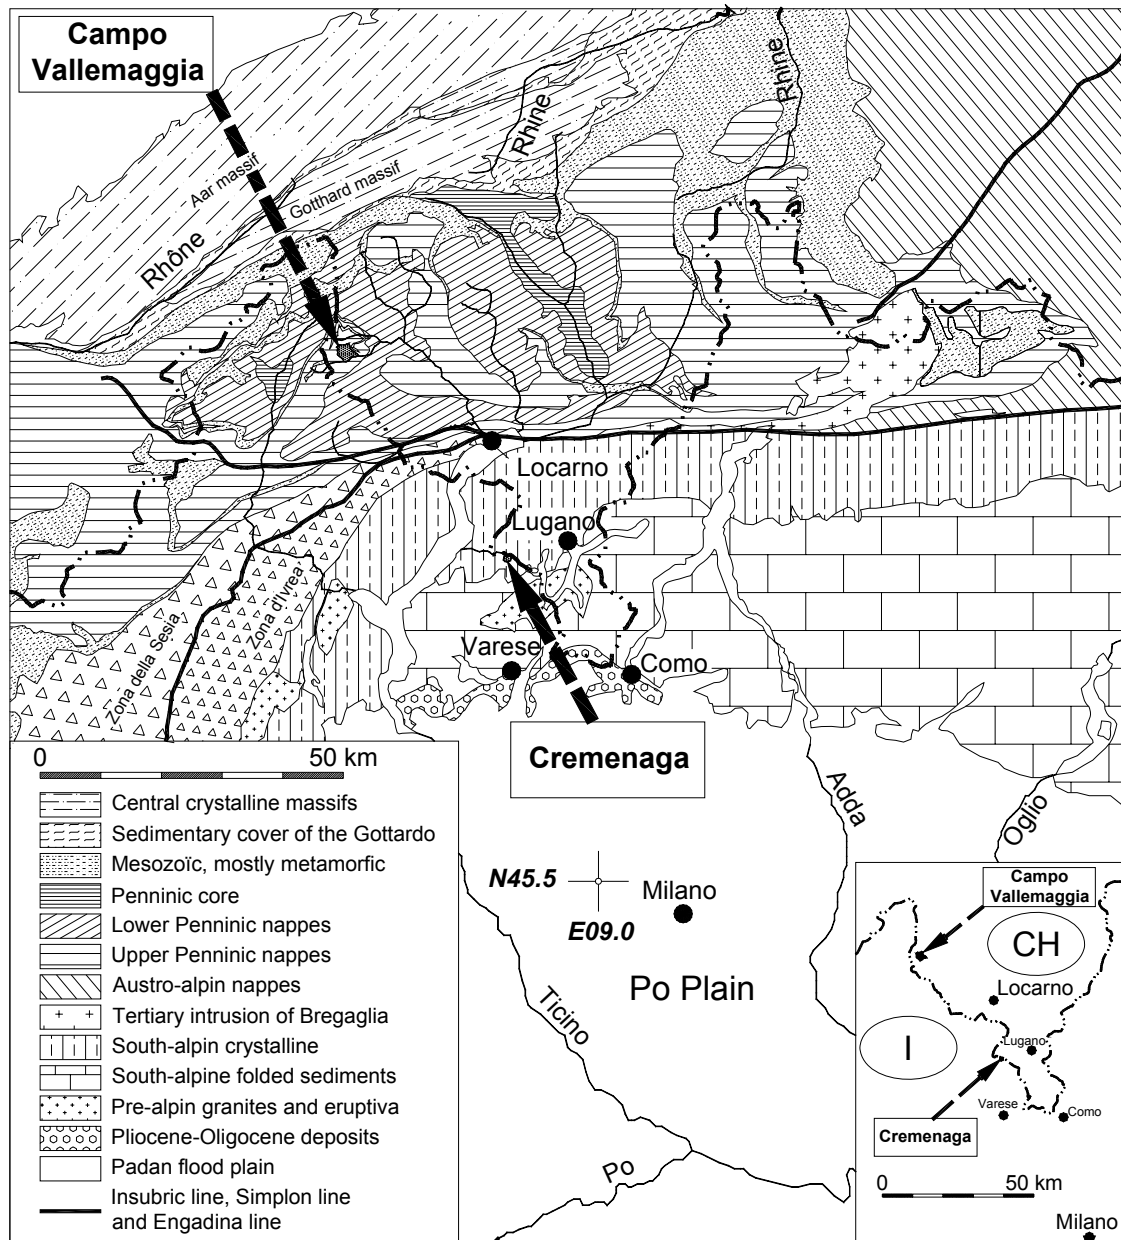 Campo
Vallemaggia
Rhine
Rhine
Aar massif
Gotthard massif
Rhône
Locarno
Lugano
Zona d'Ivrea
Zona della Sesia
Varese
Como
Cremenaga
0 50 km
Central crystalline massifs
Sedimentary cover of the Gottardo
Mesozoïc, mostly metamorfic
Penninic core
Lower Penninic nappes
Upper Penninic nappes
Austro-alpin nappes
Tertiary intrusion of Bregaglia
South-alpin crystalline
South-alpine folded sediments
Pre-alpin granites and eruptiva
Pliocene-Oligocene deposits
Padan flood plain
Insubric line, Simplon line
and Engadina line
Adda
Oglio
N45.5
E09.0
Milano
Po Plain
Ticino
Po
Campo
Vallemaggia
CH
Locarno
I
Lugano
Varese
Como
Cremenaga
0 50 km
Milano